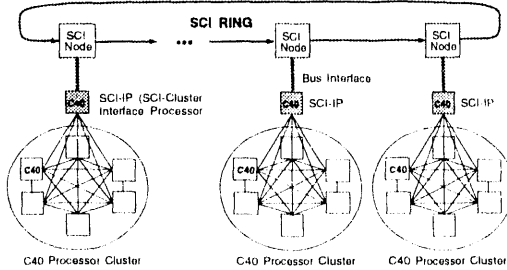 SCI RING
SCI
Node
...
SCI
Node
SCI
Node
Bus Interface
C40
SCI-IP (SCI-Cluster
Interface Processor
C40
SCI-IP
C40
SCI-IP
C40
C40
C40
C40 Processor Cluster
C40 Processor Cluster
C40 Processor Cluster